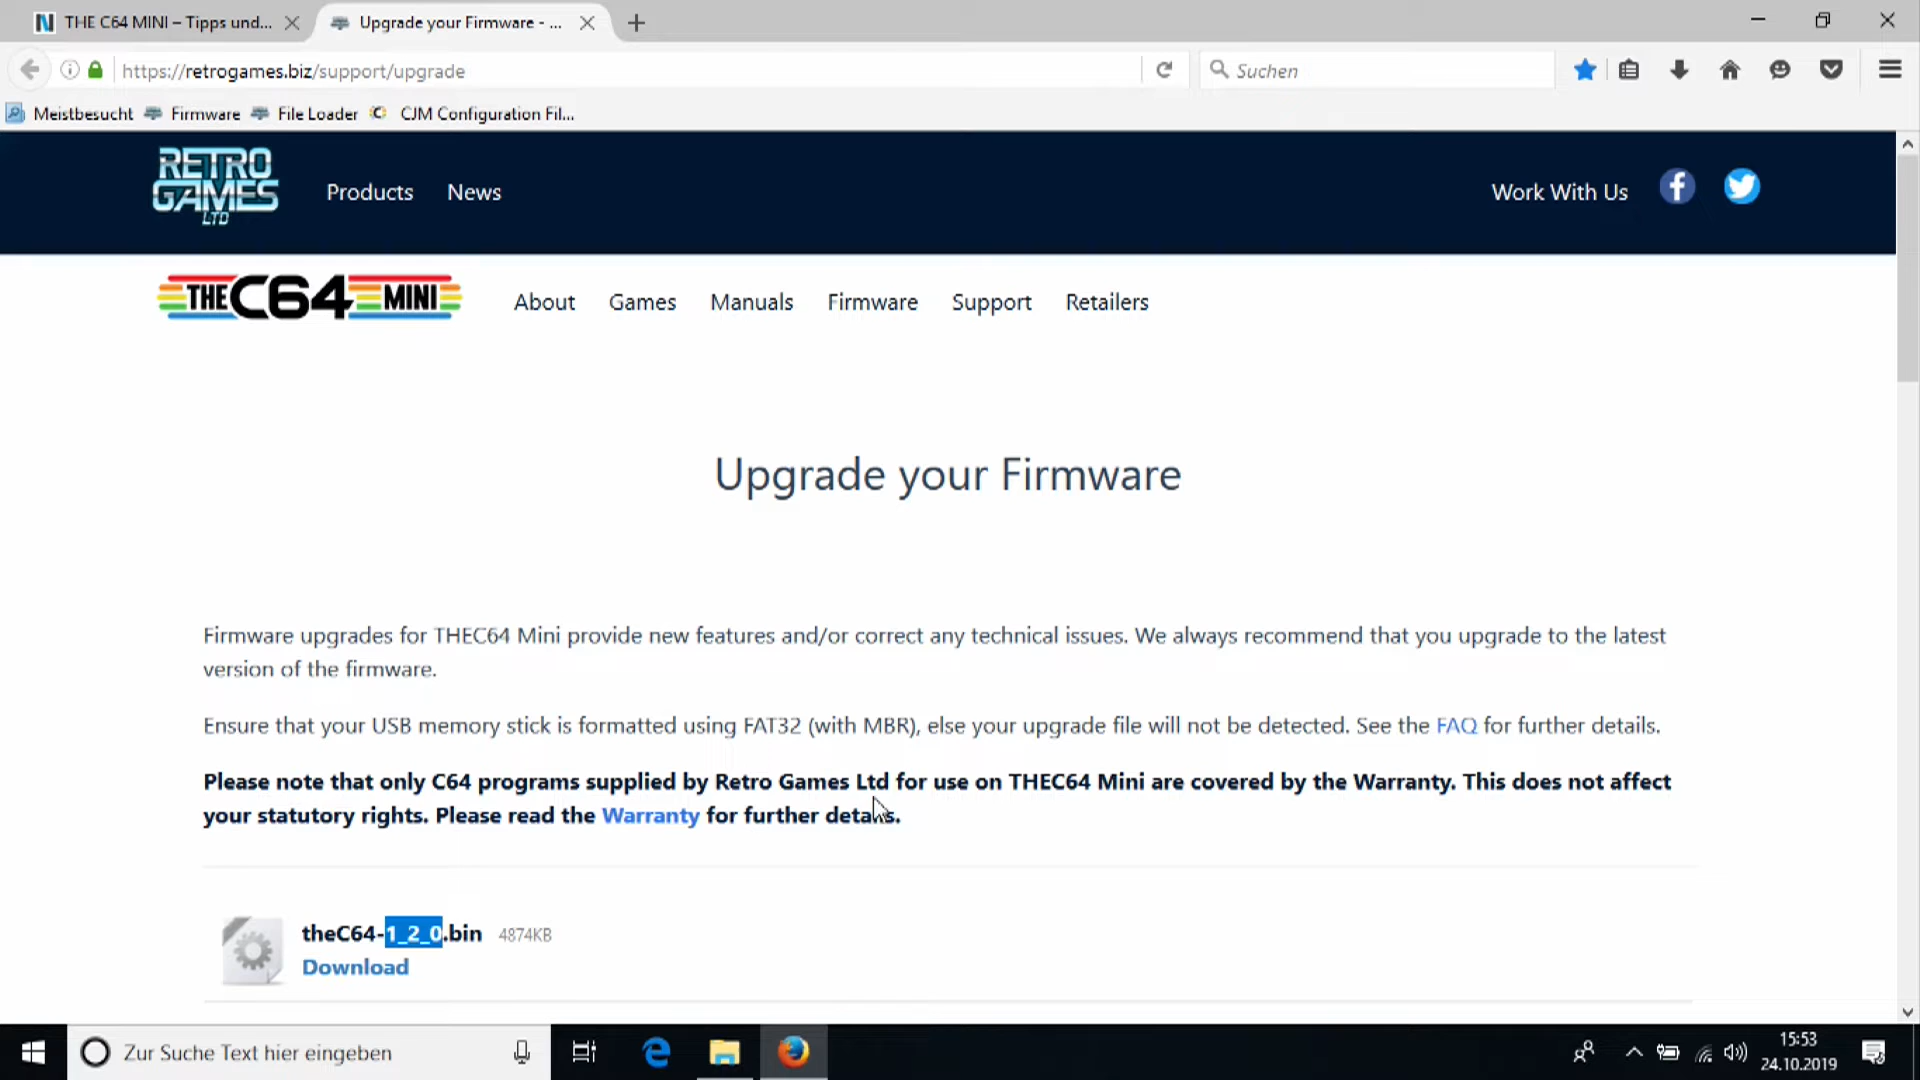 THE C64 MINI – Tipps und...
Upgrade your Firmware - ...
https://retrogames.biz/support/upgrade
Suchen
Meistbesucht
Firmware
File Loader
CJM Configuration Fil...
RETRO
GAMES
LTD
Products
News
Work With Us
THEC64 MINI
About
Games
Manuals
Firmware
Support
Retailers
Upgrade your Firmware
Firmware upgrades for THEC64 Mini provide new features and/or correct any technical issues. We always recommend that you upgrade to the latest
version of the firmware.
Ensure that your USB memory stick is formatted using FAT32 (with MBR), else your upgrade file will not be detected. See the FAQ for further details.
Please note that only C64 programs supplied by Retro Games Ltd for use on THEC64 Mini are covered by the Warranty. This does not affect
your statutory rights. Please read the Warranty for further details.
theC64-1_2_0.bin 4874KB
Download
Zur Suche Text hier eingeben
15:53
24.10.2019